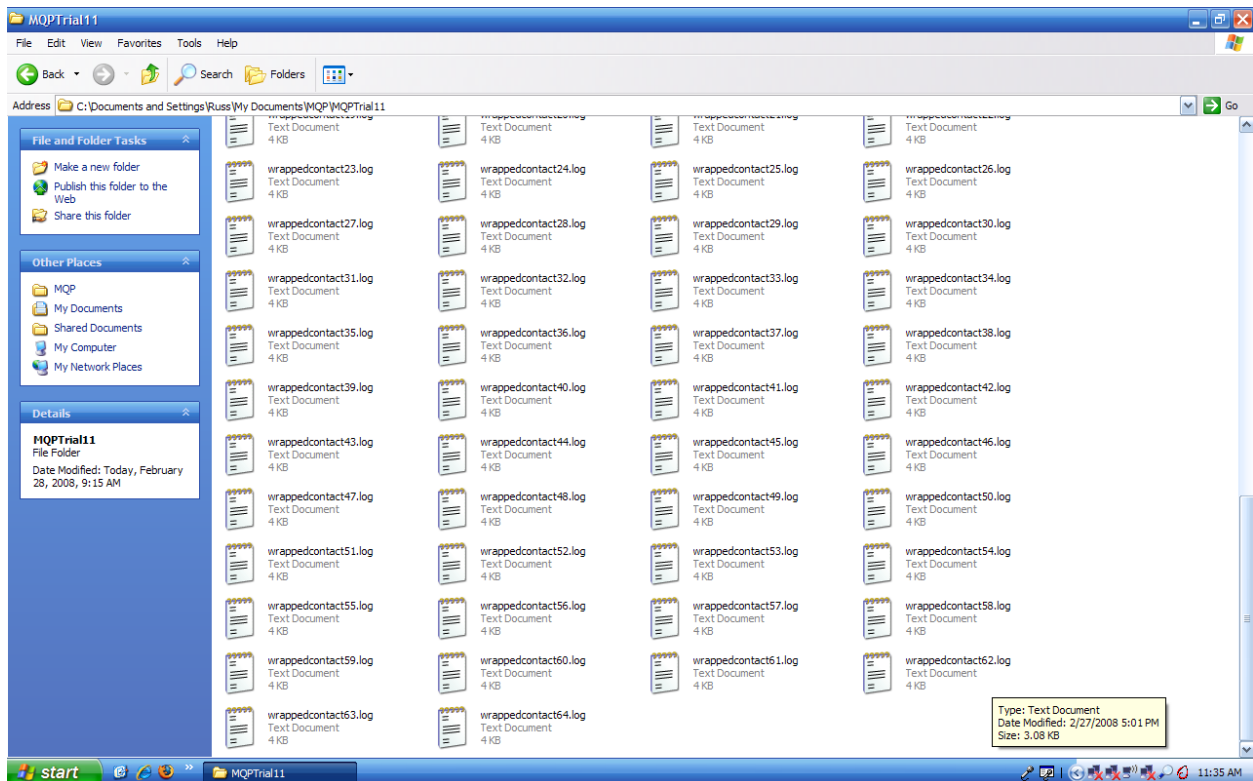 MQPTrial11
File Edit View Favorites Tools Help
Back Search Folders
Address C:\Documents and Settings\Russ\My Documents\MQP\MQPTrial11 Go
File and Folder Tasks
Make a new folder
Publish this folder to the
Web
Share this folder
Other Places
MQP
My Documents
Shared Documents
My Computer
My Network Places
Details
MQPTrial11
File Folder
Date Modified: Today, February
28, 2008, 9:15 AM
wrappedcontact19.log wrappedcontact20.log wrappedcontact21.log wrappedcontact22.log
Text Document Text Document Text Document Text Document
4 KB 4 KB 4 KB 4 KB
wrappedcontact23.log wrappedcontact24.log wrappedcontact25.log wrappedcontact26.log
Text Document Text Document Text Document Text Document
4 KB 4 KB 4 KB 4 KB
wrappedcontact27.log wrappedcontact28.log wrappedcontact29.log wrappedcontact30.log
Text Document Text Document Text Document Text Document
4 KB 4 KB 4 KB 4 KB
wrappedcontact31.log wrappedcontact32.log wrappedcontact33.log wrappedcontact34.log
Text Document Text Document Text Document Text Document
4 KB 4 KB 4 KB 4 KB
wrappedcontact35.log wrappedcontact36.log wrappedcontact37.log wrappedcontact38.log
Text Document Text Document Text Document Text Document
4 KB 4 KB 4 KB 4 KB
wrappedcontact39.log wrappedcontact40.log wrappedcontact41.log wrappedcontact42.log
Text Document Text Document Text Document Text Document
4 KB 4 KB 4 KB 4 KB
wrappedcontact43.log wrappedcontact44.log wrappedcontact45.log wrappedcontact46.log
Text Document Text Document Text Document Text Document
4 KB 4 KB 4 KB 4 KB
wrappedcontact47.log wrappedcontact48.log wrappedcontact49.log wrappedcontact50.log
Text Document Text Document Text Document Text Document
4 KB 4 KB 4 KB 4 KB
wrappedcontact51.log wrappedcontact52.log wrappedcontact53.log wrappedcontact54.log
Text Document Text Document Text Document Text Document
4 KB 4 KB 4 KB 4 KB
wrappedcontact55.log wrappedcontact56.log wrappedcontact57.log wrappedcontact58.log
Text Document Text Document Text Document Text Document
4 KB 4 KB 4 KB 4 KB
wrappedcontact59.log wrappedcontact60.log wrappedcontact61.log wrappedcontact62.log
Text Document Text Document Text Document Text Document
4 KB 4 KB 4 KB 4 KB
wrappedcontact63.log wrappedcontact64.log
Text Document Text Document
4 KB 4 KB
Type: Text Document
Date Modified: 2/27/2008 5:01 PM
Size: 3.08 KB
start MQPTrial11 11:35 AM